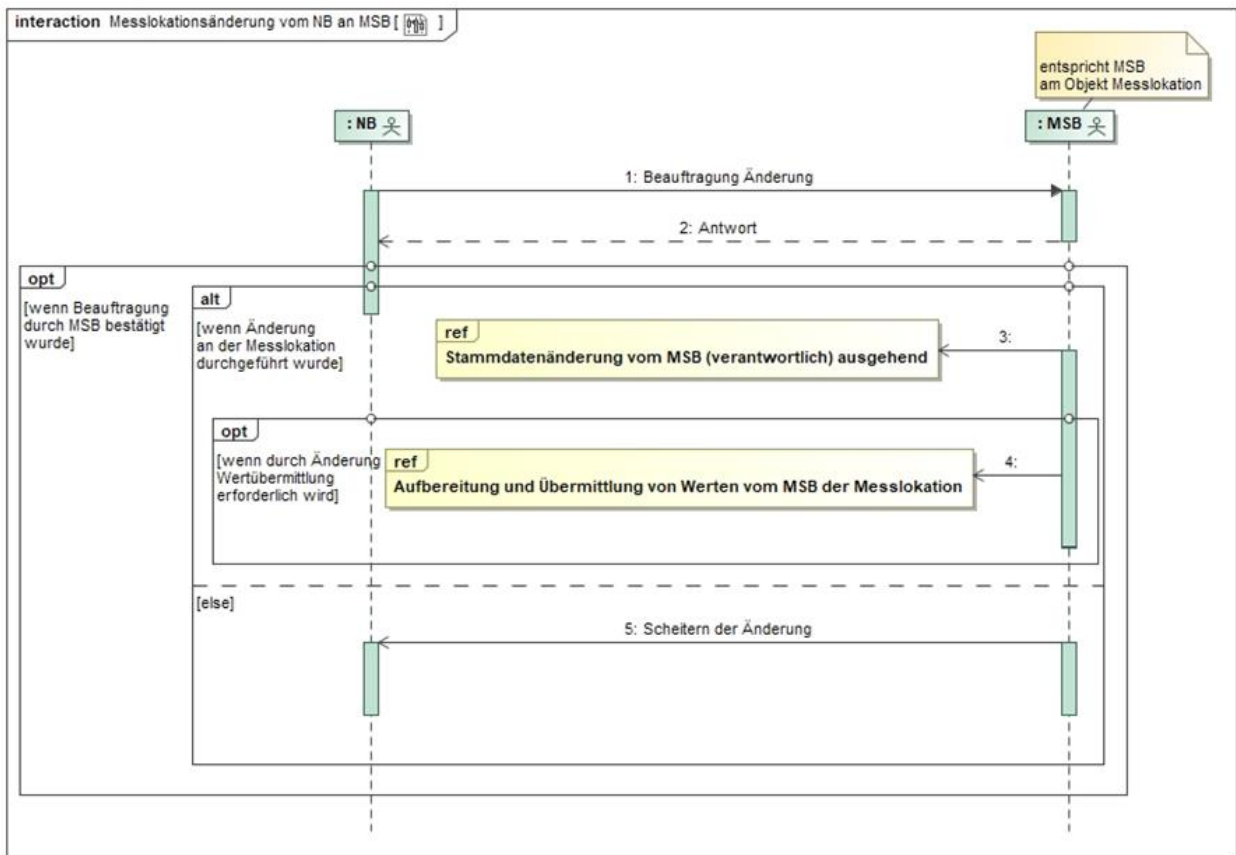 interaction Messlokationsänderung vom NB an MSB [ ]
entspricht MSB
am Objekt Messlokation
: NB
: MSB
1: Beauftragung Änderung
2: Antwort
opt
[wenn Beauftragung
durch MSB bestätigt
wurde]
alt
[wenn Änderung
an der Messlokation
durchgeführt wurde]
ref
Stammdatenänderung vom MSB (verantwortlich) ausgehend
3:
opt
[wenn durch Änderung
Wertübermittlung
erforderlich wird]
ref
Aufbereitung und Übermittlung von Werten vom MSB der Messlokation
4:
[else]
5: Scheitern der Änderung